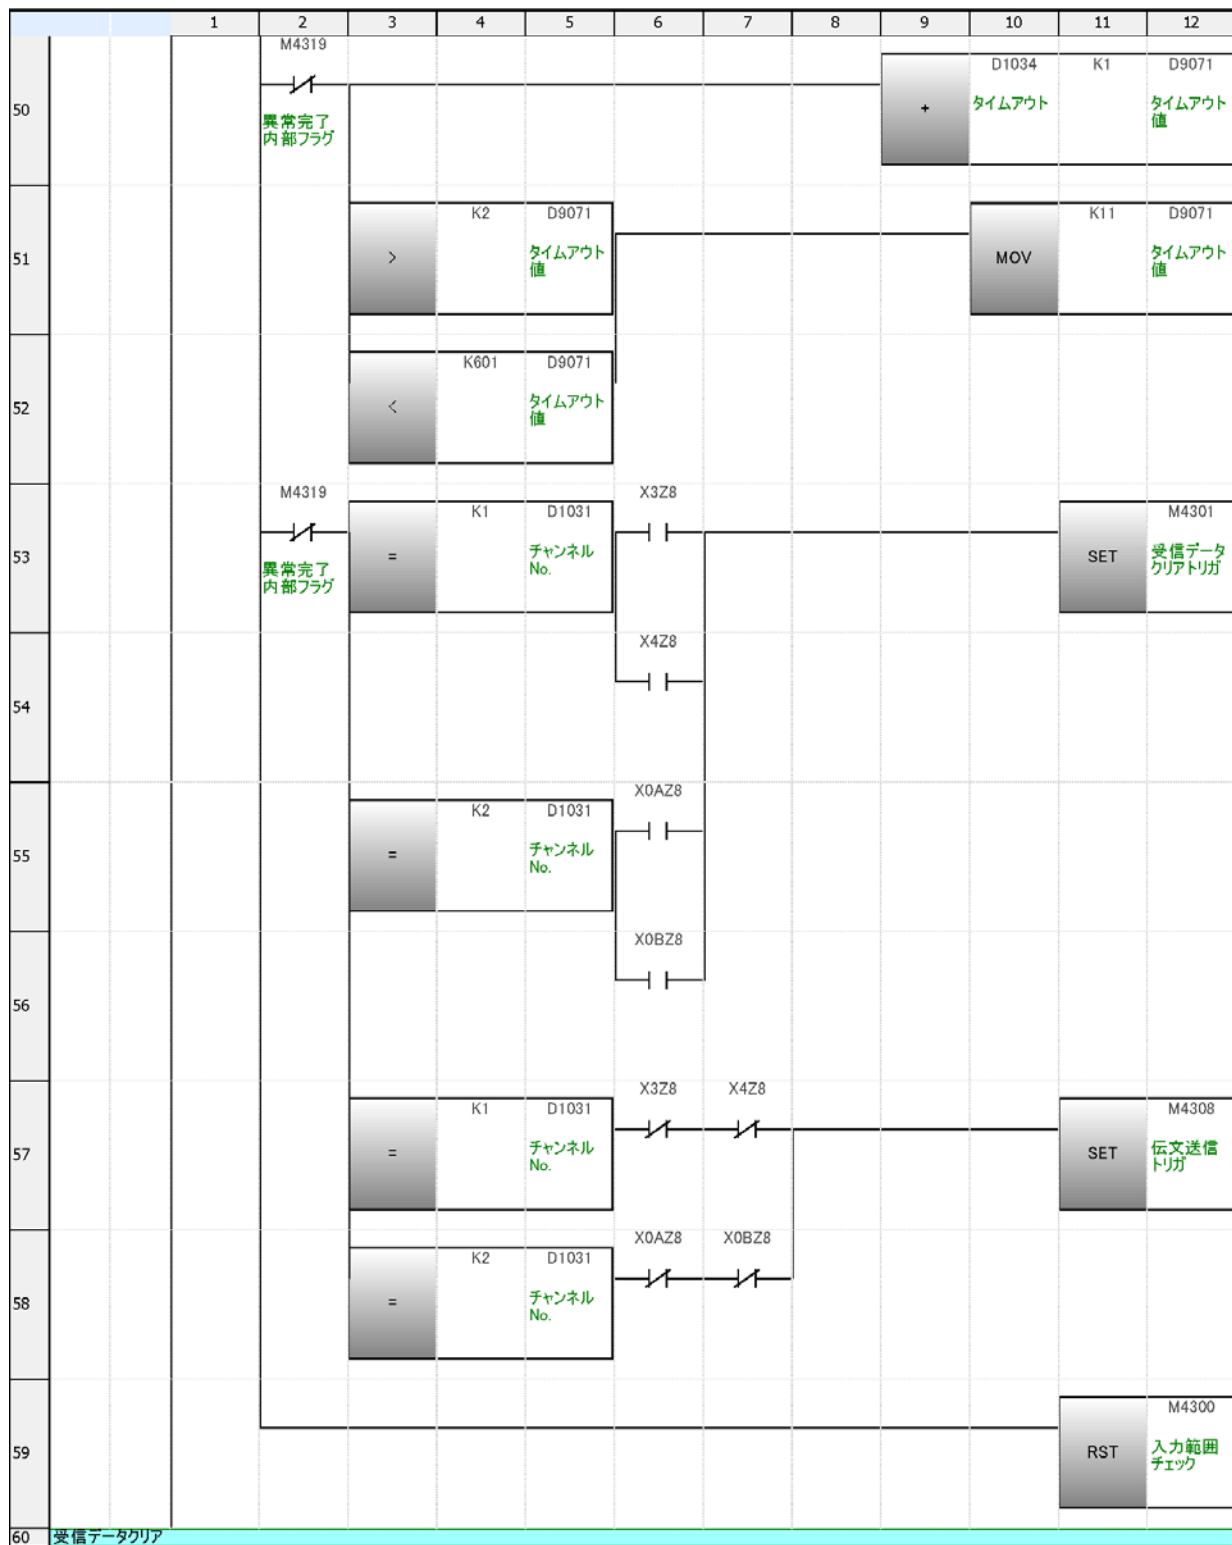 1 2 3 4 5 6 7 8 9 10 11 12
M4319
異常完了
内部フラグ
50
+
D1034 K1 D9071
タイムアウト
タイムアウト
値
51
>
K2 D9071
タイムアウト
値
MOV
K11 D9071
タイムアウト
値
52
<
K601 D9071
タイムアウト
値
53
M4319
異常完了
内部フラグ
=
K1 D1031
チャンネル
No.
X3Z8
SET
M4301
受信データ
クリアトリガ
54
X4Z8
55
=
K2 D1031
チャンネル
No.
X0AZ8
56
X0BZ8
57
=
K1 D1031
チャンネル
No.
X3Z8 X4Z8
SET
M4308
伝文送信
トリガ
58
=
K2 D1031
チャンネル
No.
X0AZ8 X0BZ8
59
RST
M4300
入力範囲
チェック
60 受信データクリア